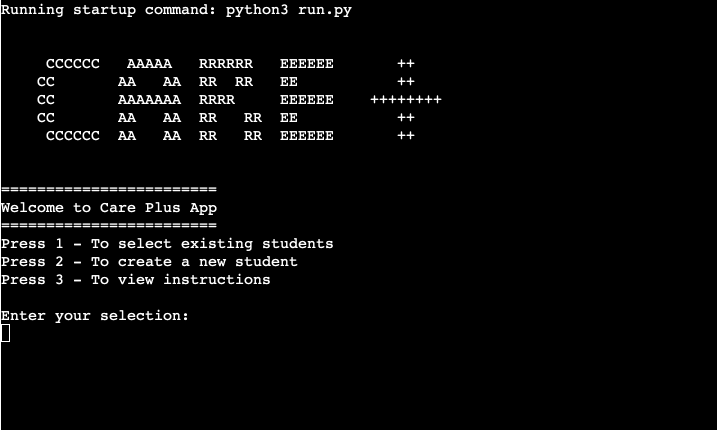 Running startup command: python3 run.py
     CCCCCC   AAAAA   RRRRRR   EEEEEE       ++
    CC       AA   AA  RR  RR   EE           ++
    CC       AAAAAAA  RRRR     EEEEEE    ++++++++
    CC       AA   AA  RR   RR  EE           ++
     CCCCCC  AA   AA  RR   RR  EEEEEE       ++
========================
Welcome to Care Plus App
========================
Press 1 - To select existing students
Press 2 - To create a new student
Press 3 - To view instructions
Enter your selection: